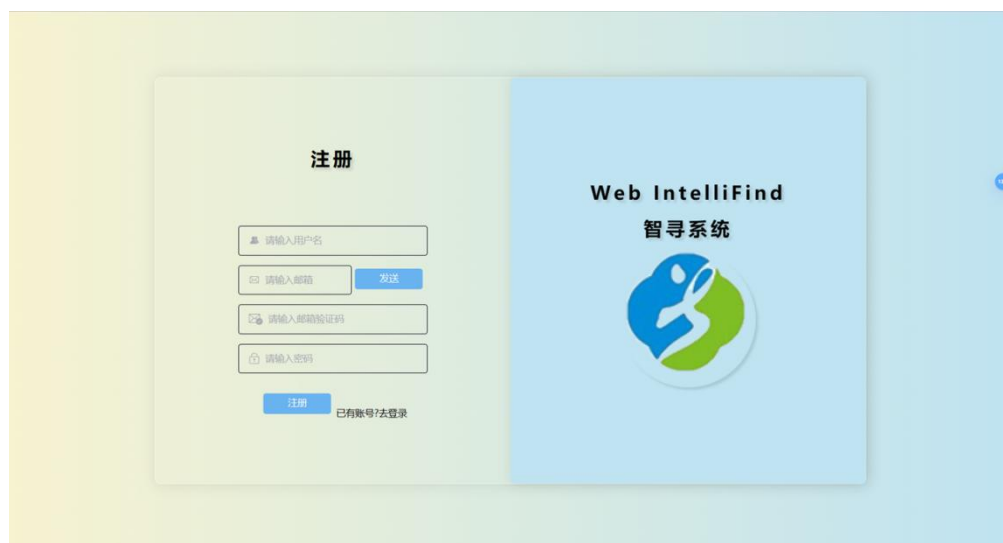 注册
请输入用户名
请输入邮箱 发送
请输入邮箱验证码
请输入密码
注册 已有账号?去登录
Web IntelliFind
智寻系统